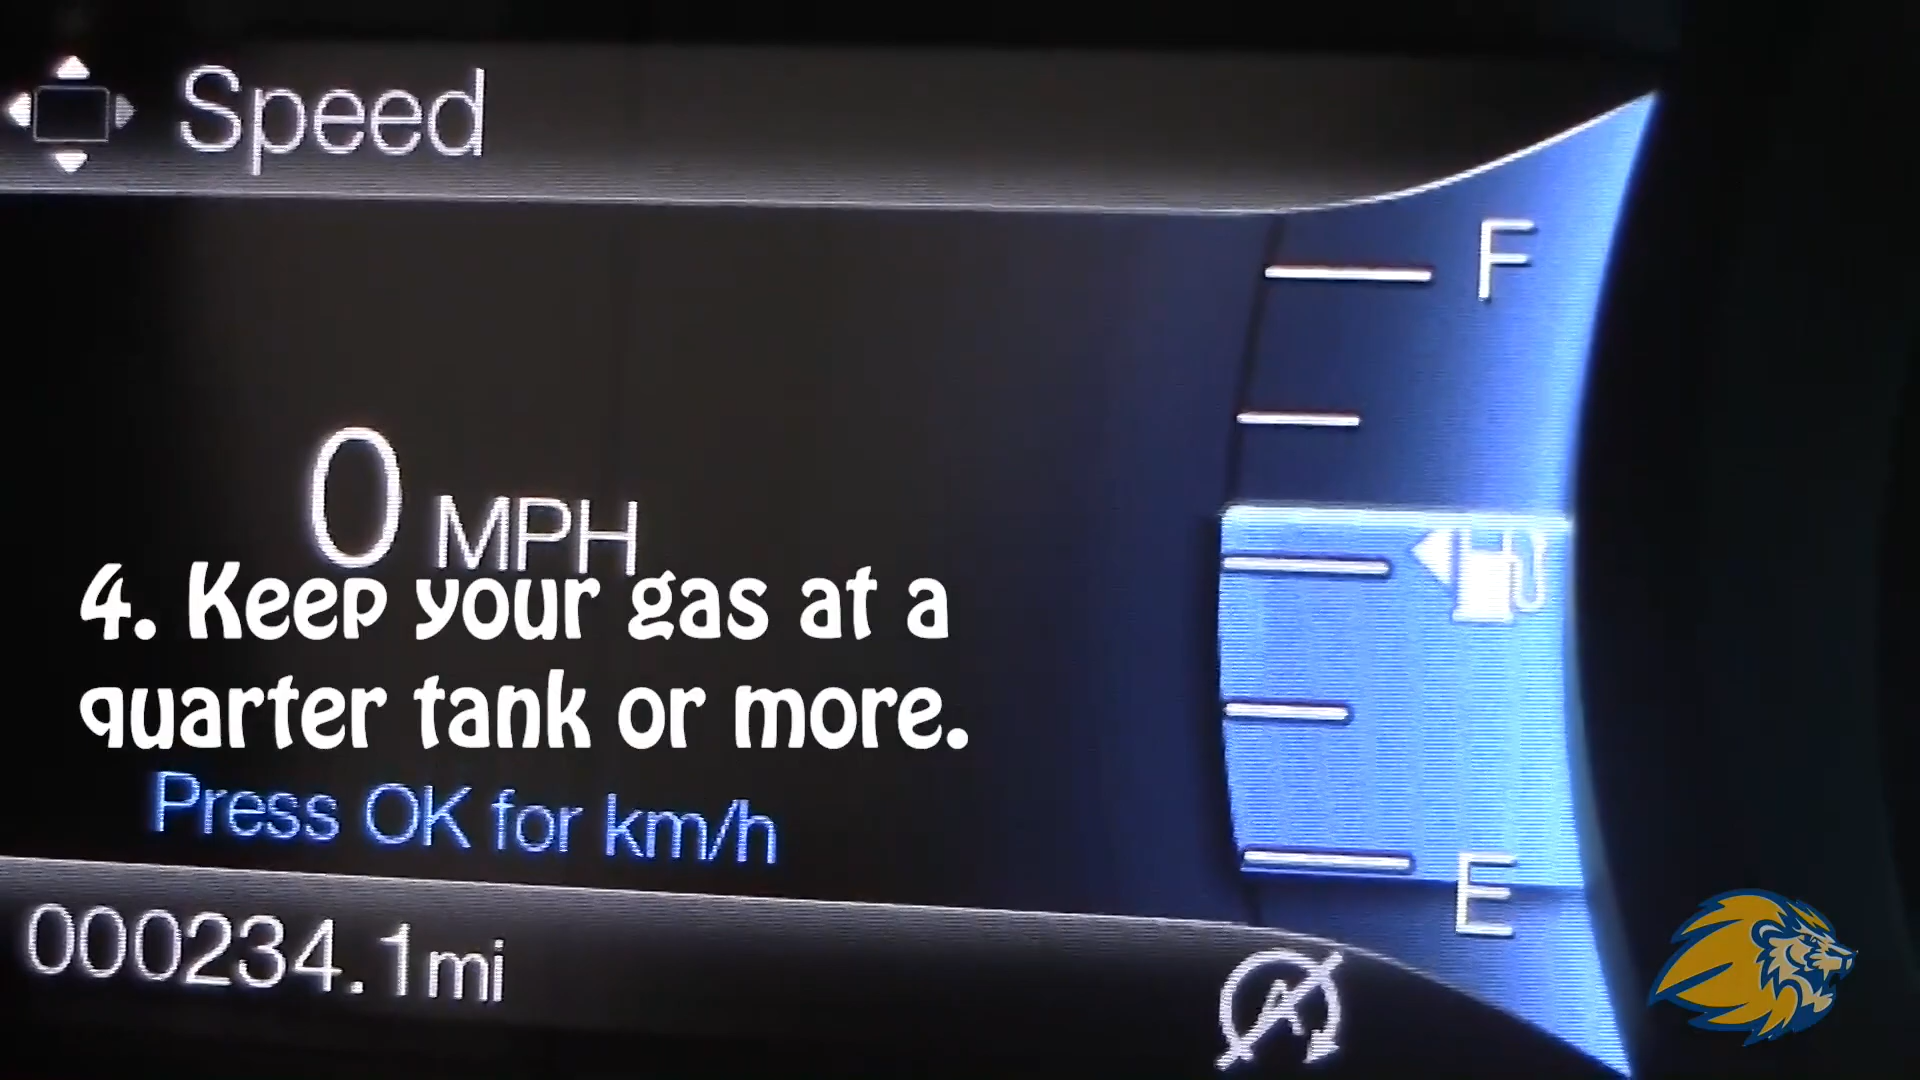 Speed
F
0 MPH
4. Keep your gas at a
quarter tank or more.
Press OK for km/h
E
000234.1mi
A